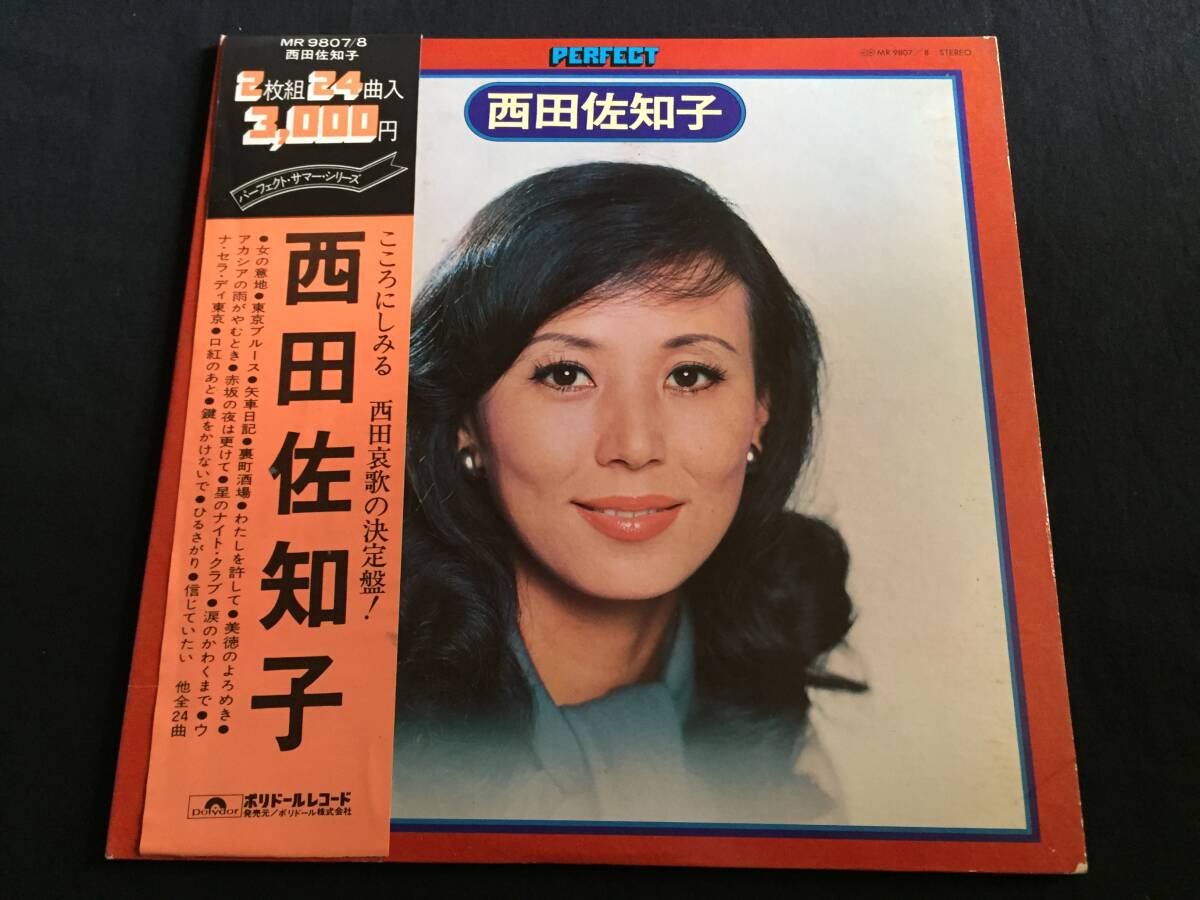 MR 9807/8
西田佐知子
2枚組 24曲入
3,000円
パーフェクト・サマー・シリーズ
こころにしみる 西田哀歌の決定盤!
西田佐知子
●女の意地●東京ブルース●矢車日記●裏町酒場●わたしを許して●美徳のよろめき●
アカシアの雨がやむとき●赤坂の夜は更けて●星のナイト・クラブ●涙のかわくまで●ウ
ナ・セラ・ディ東京●口紅のあと●鍵をかけないで●ひるさがり●信じていたい 他全24曲
Polydor
ポリドールレコード
発売元/ポリドール株式会社
PERFECT
MR 9807/8 STEREO
西田佐知子